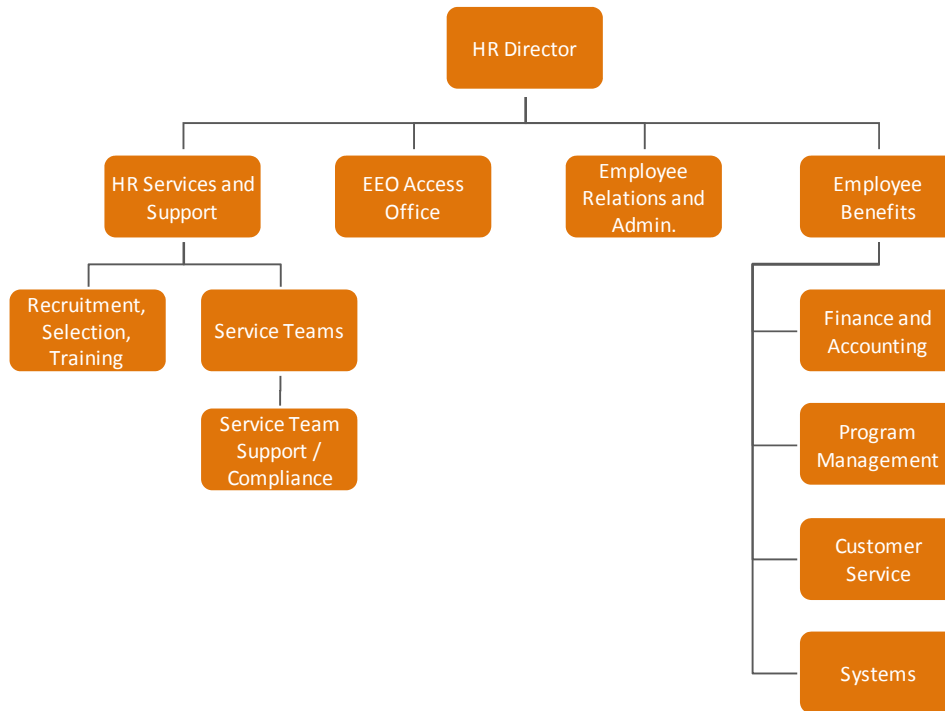 HR Director
HR Services and
Support
EEO Access
Office
Employee
Relations and
Admin.
Employee
Benefits
Recruitment,
Selection,
Training
Service Teams
Service Team
Support /
Compliance
Finance and
Accounting
Program
Management
Customer
Service
Systems